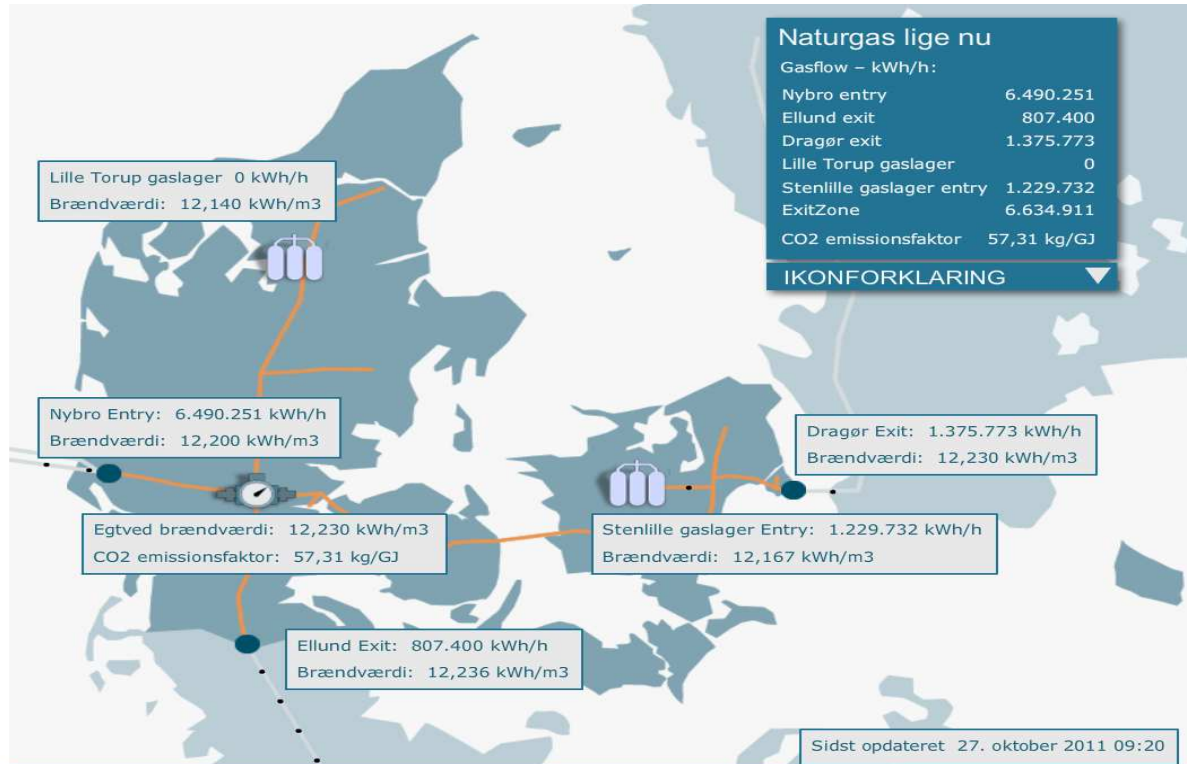 Naturgas lige nu
Gasflow – kWh/h:
Nybro entry 6.490.251
Ellund exit 807.400
Dragør exit 1.375.773
Lille Torup gaslager 0
Stenlille gaslager entry 1.229.732
ExitZone 6.634.911
CO2 emissionsfaktor 57,31 kg/GJ
IKONFORKLARING
Lille Torup gaslager 0 kWh/h
Brændværdi: 12,140 kWh/m3
Nybro Entry: 6.490.251 kWh/h
Brændværdi: 12,200 kWh/m3
Dragør Exit: 1.375.773 kWh/h
Brændværdi: 12,230 kWh/m3
Egtved brændværdi: 12,230 kWh/m3
CO2 emissionsfaktor: 57,31 kg/GJ
Stenlille gaslager Entry: 1.229.732 kWh/h
Brændværdi: 12,167 kWh/m3
Ellund Exit: 807.400 kWh/h
Brændværdi: 12,236 kWh/m3
Sidst opdateret 27. oktober 2011 09:20